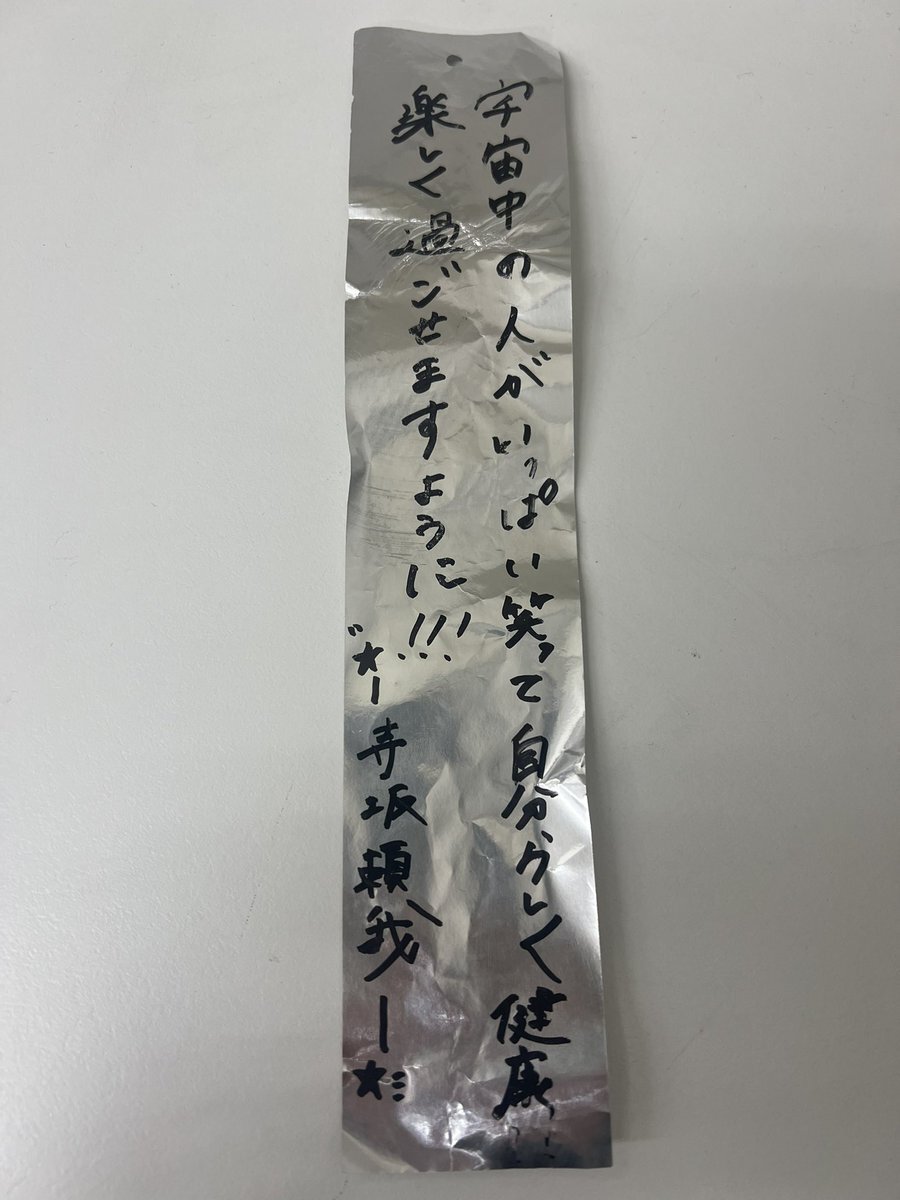 宇宙中の人がいっぱい笑って自分らしく健康に
楽しく過ごせますように!!!
★ー寺坂頼我ー★